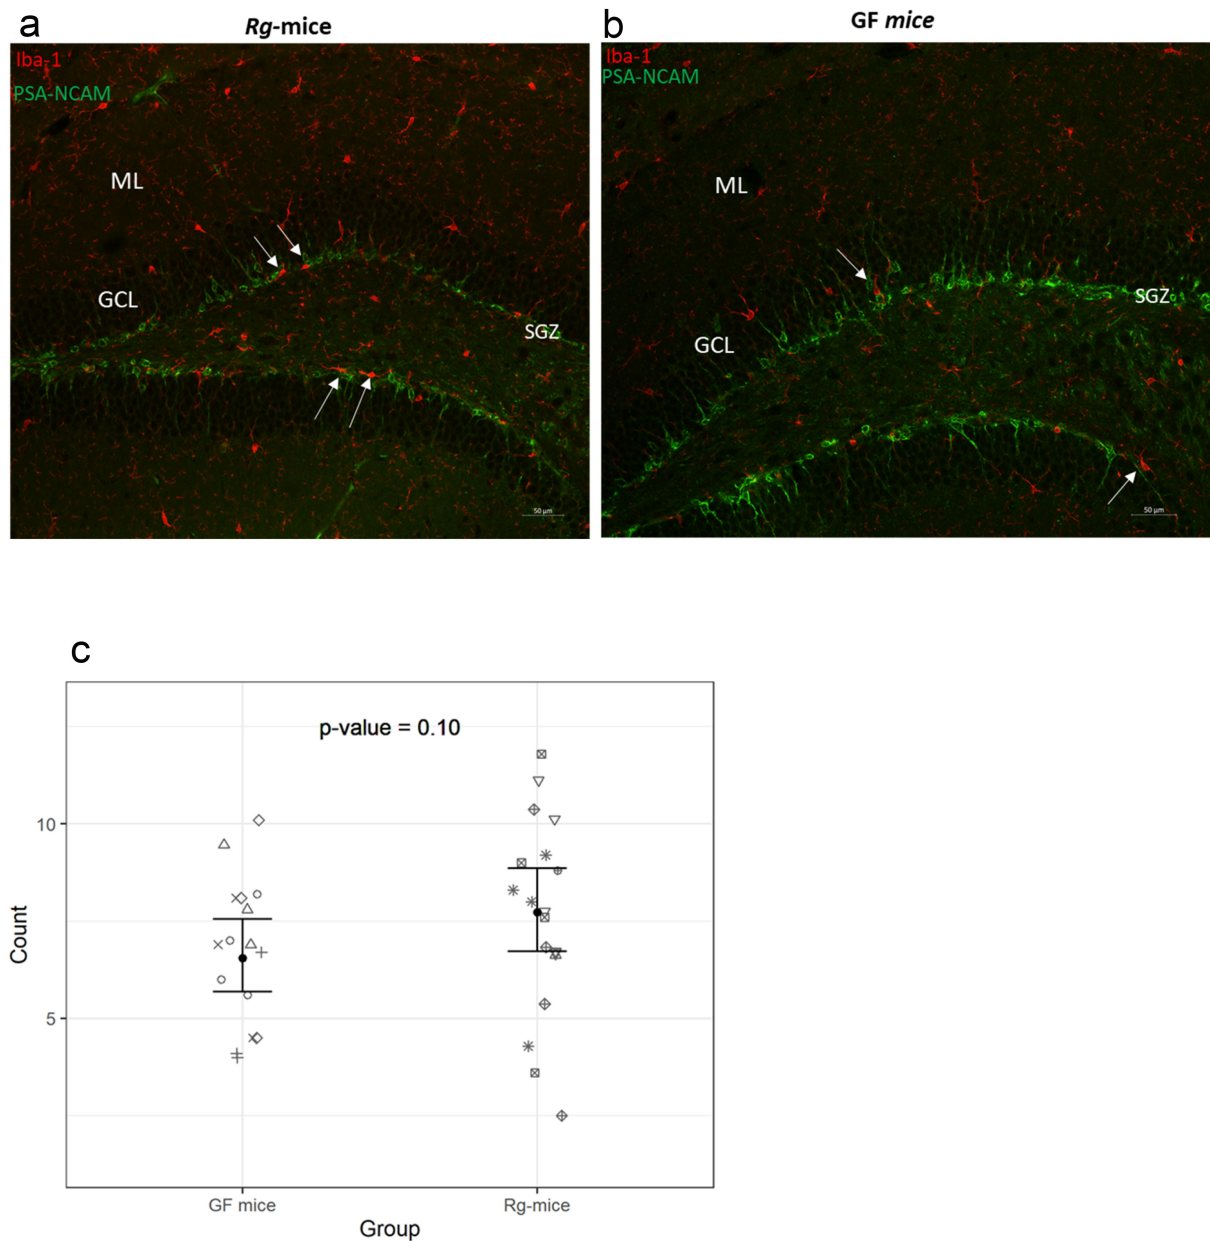 a
Rg-mice
Iba-1
PSA-NCAM
ML
GCL
SGZ
50 µm
b
GF mice
Iba-1
PSA-NCAM
ML
GCL
SGZ
50 µm
c
p-value = 0.10
10
5
Count
GF mice
Rg-mice
Group